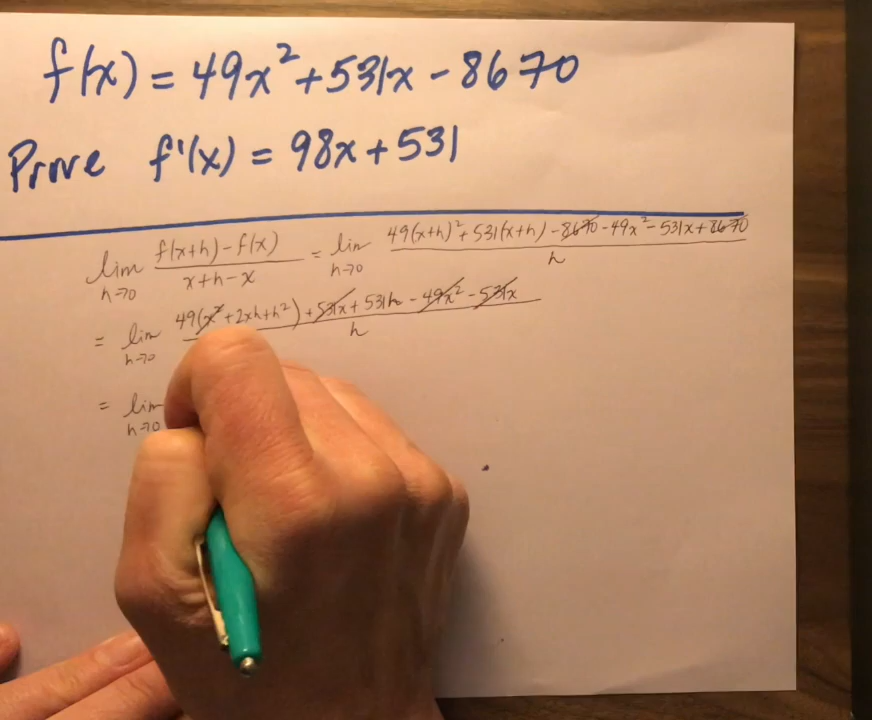 f(x) = 49x² + 531x - 8670
Prove f'(x) = 98x + 531
lim h→0 f(x+h) - f(x) / x+h-x = lim h→0 49(x+h)² + 531(x+h) - 8670 - 49x² - 531x + 8670 / h
= lim h→0 49(x² + 2xh + h²) + 531x + 531h - 49x² - 531x / h
= lim h→0